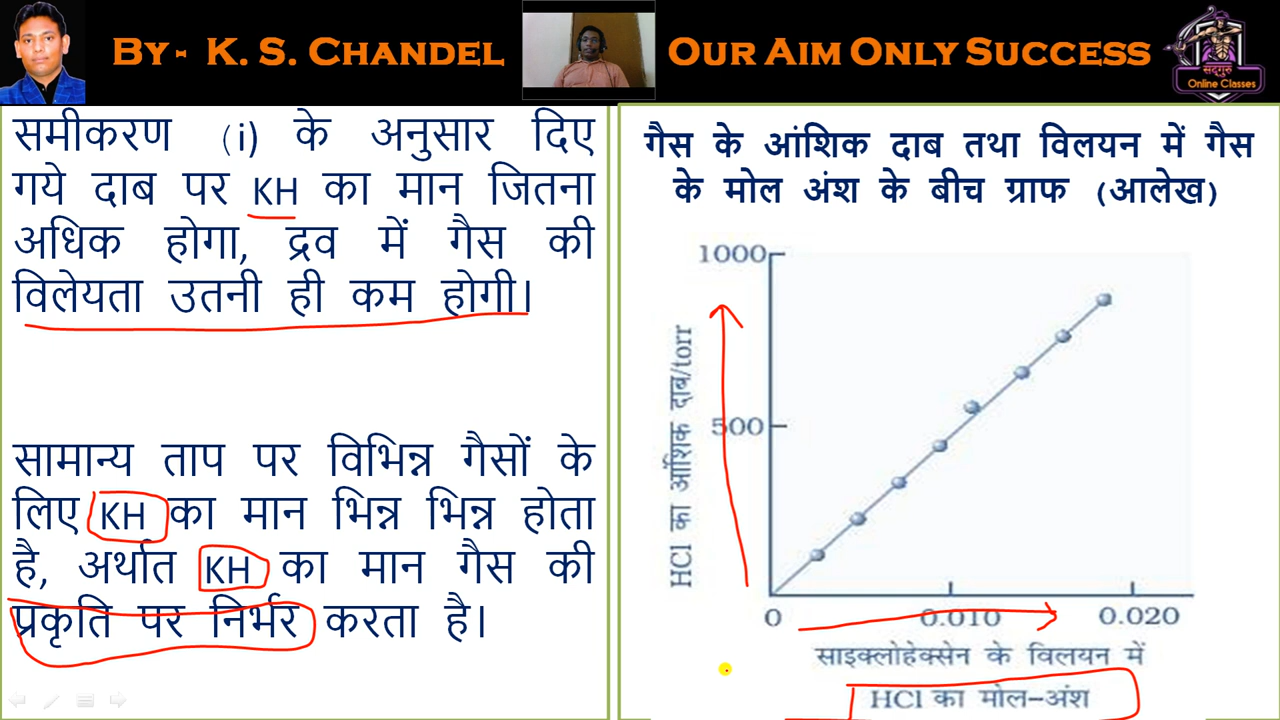 BY - K. S. CHANDEL
OUR AIM ONLY SUCCESS
सद्गुरु
Online Classes
समीकरण (i) के अनुसार दिए
गये दाब पर KH का मान जितना
अधिक होगा, द्रव में गैस की
विलेयता उतनी ही कम होगी।
सामान्य ताप पर विभिन्न गैसों के
लिए KH का मान भिन्न भिन्न होता
है, अर्थात KH का मान गैस की
प्रकृति पर निर्भर करता है।
गैस के आंशिक दाब तथा विलयन में गैस
के मोल अंश के बीच ग्राफ (आलेख)
1000
500
HCl का आंशिक दाब/torr
0 0.010 0.020
साइक्लोहेक्सेन के विलयन में
HCl का मोल-अंश